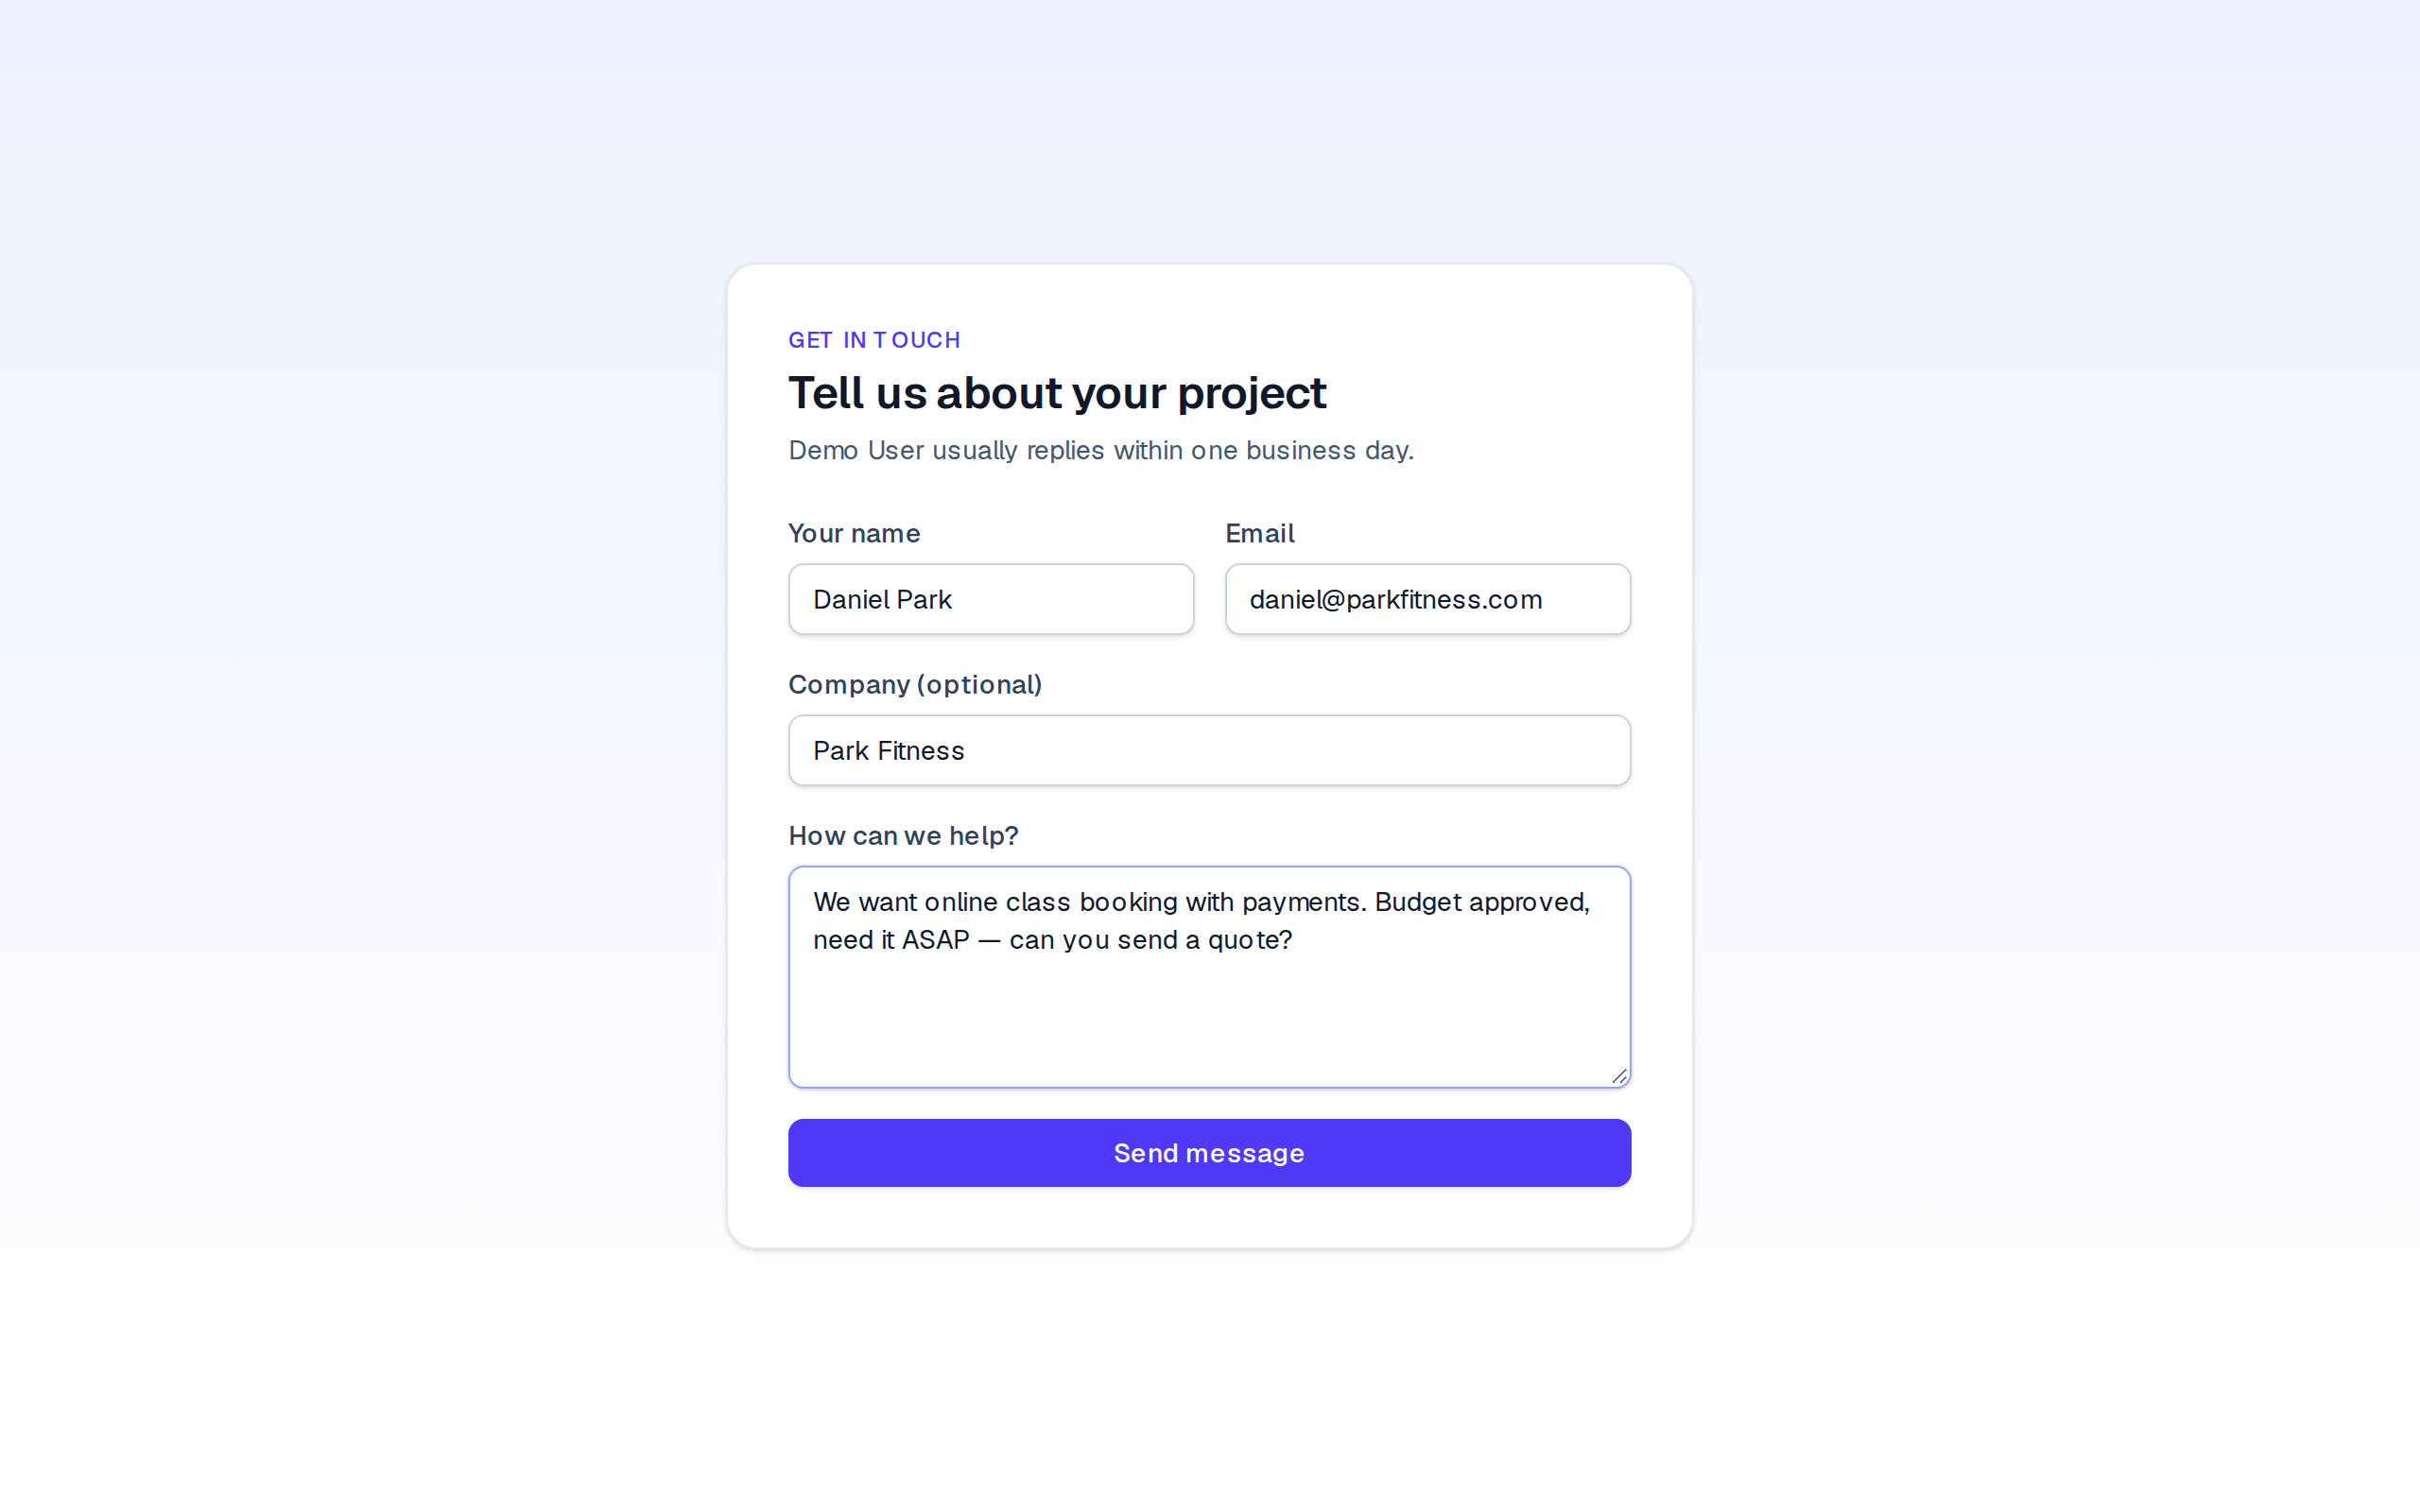 GET IN TOUCH
Tell us about your project
Demo User usually replies within one business day.
Your name
Email
Daniel Park
daniel@parkfitness.com
Company (optional)
Park Fitness
How can we help?
We want online class booking with payments. Budget approved,
need it ASAP — can you send a quote?
Send message